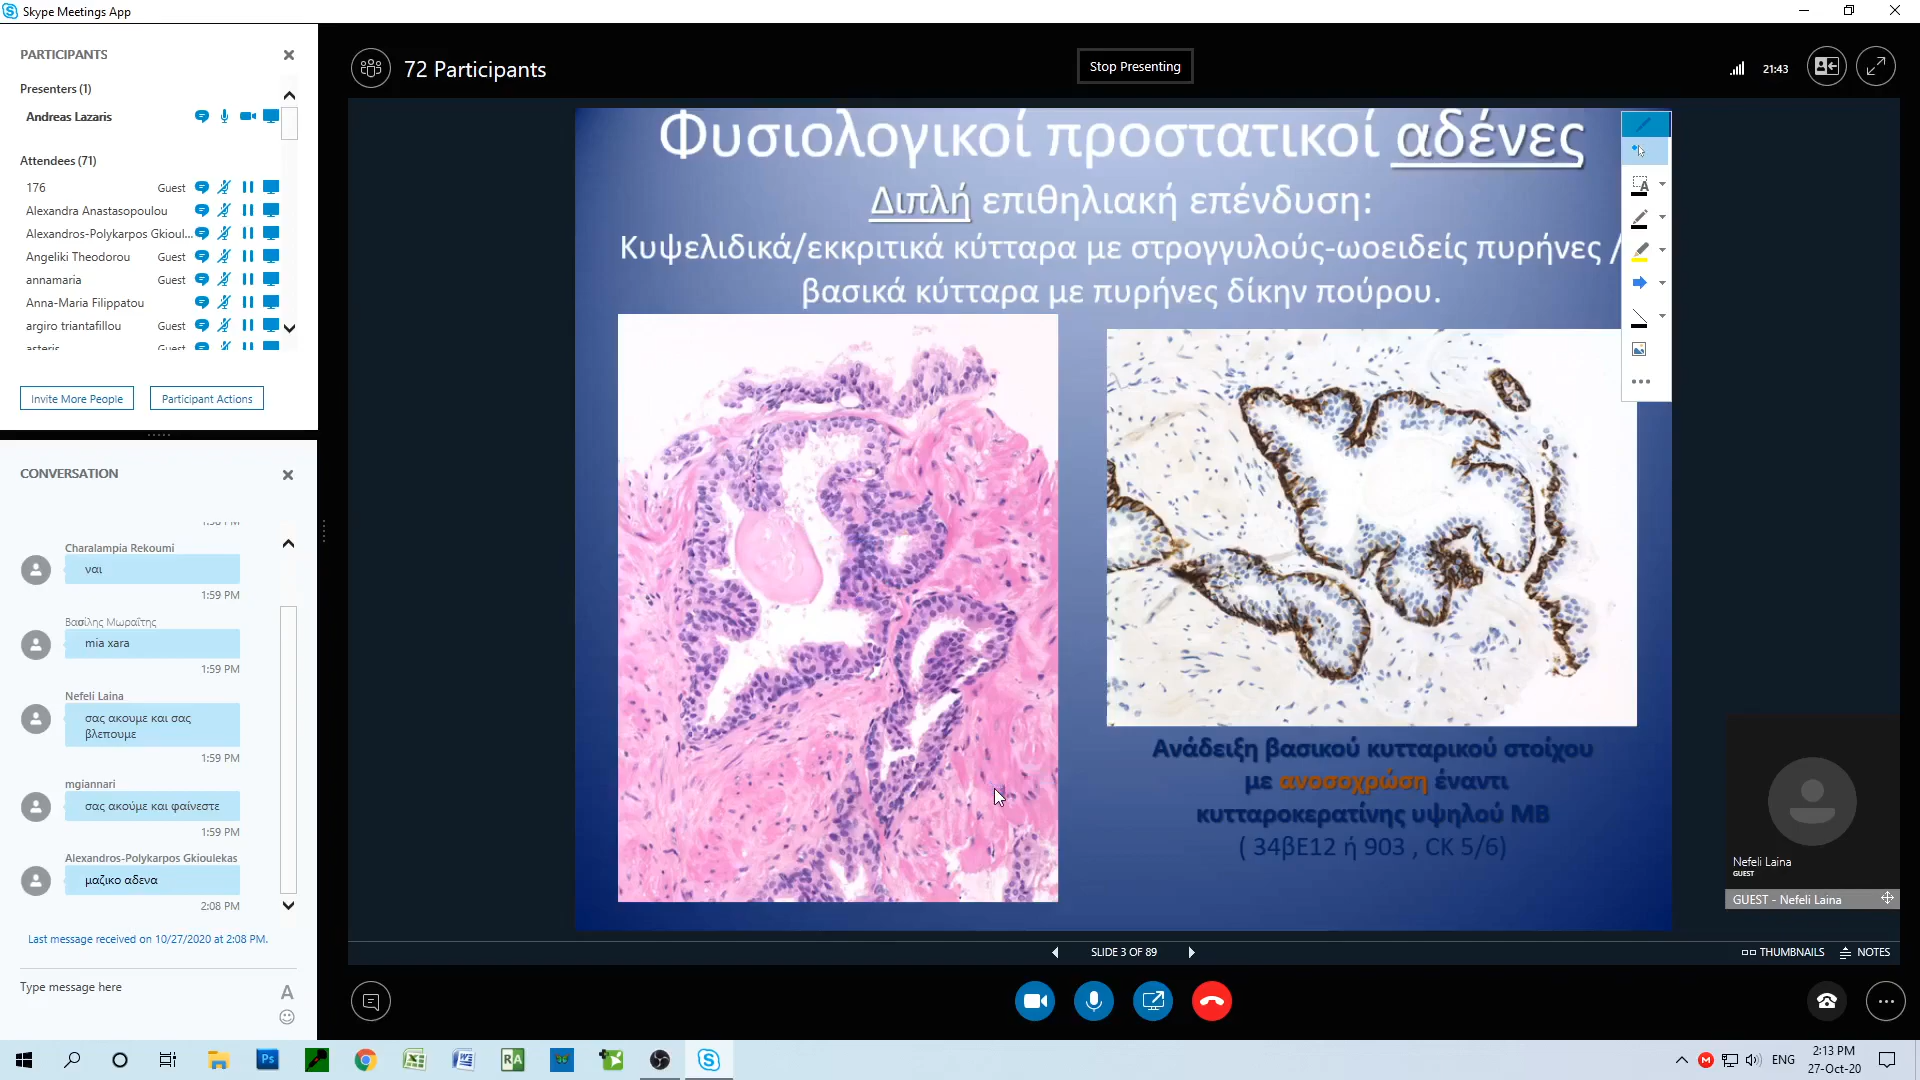 Skype Meetings App
PARTICIPANTS
Presenters (1)
Andreas Lazaris
Attendees (71)
176 Guest
Alexandra Anastasopoulou
Alexandros-Polykarpos Gkioul...
Angeliki Theodorou Guest
annamaria Guest
Anna-Maria Filippatou
argiro triantafillou Guest
asteris Guest
Invite More People
Participant Actions
CONVERSATION
Charalampia Rekoumi
ναι
1:59 PM
Βασίλης Μωραΐτης
mia xara
1:59 PM
Nefeli Laina
σας ακουμε και σας
βλεπουμε
1:59 PM
mgiannari
σας ακούμε και φαίνεστε
1:59 PM
Alexandros-Polykarpos Gkioulekas
μαζικο αδενα
2:08 PM
Last message received on 10/27/2020 at 2:08 PM.
Type message here
72 Participants
Stop Presenting
21:43
Φυσιολογικοί προστατικοί αδένες
Διπλή επιθηλιακή επένδυση:
Κυψελιδικά/εκκριτικά κύτταρα με στρογγυλούς-ωοειδείς πυρήνες /
βασικά κύτταρα με πυρήνες δίκην πούρου.
Ανάδειξη βασικού κυτταρικού στοίχου
με ανοσοχρώση έναντι
κυτταροκερατίνης υψηλού ΜΒ
( 34βΕ12 ή 903 , CK 5/6)
Nefeli Laina
GUEST
GUEST - Nefeli Laina
SLIDE 3 OF 89
THUMBNAILS
NOTES
ENG
2:13 PM
27-Oct-20